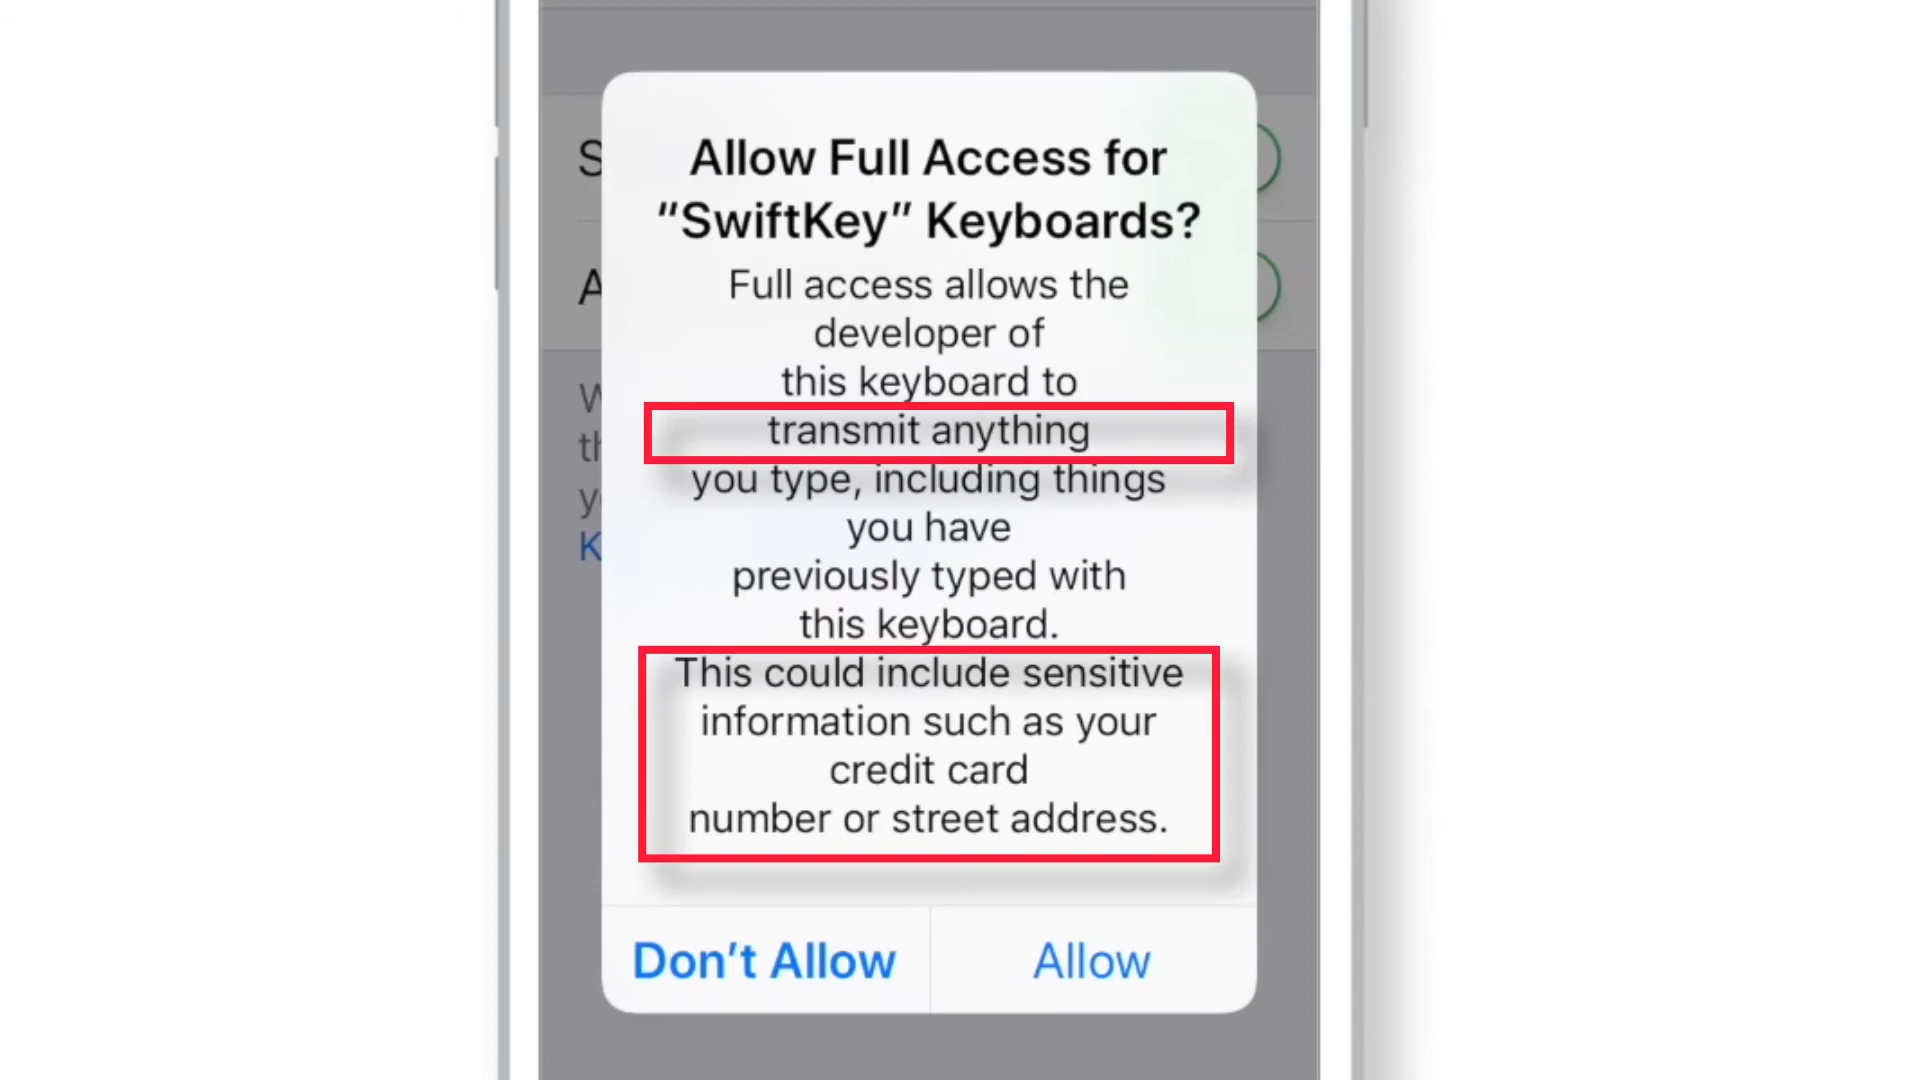 Allow Full Access for
“SwiftKey” Keyboards?
Full access allows the
developer of
this keyboard to
transmit anything
you type, including things
you have
previously typed with
this keyboard.
This could include sensitive
information such as your
credit card
number or street address.
Don’t Allow
Allow